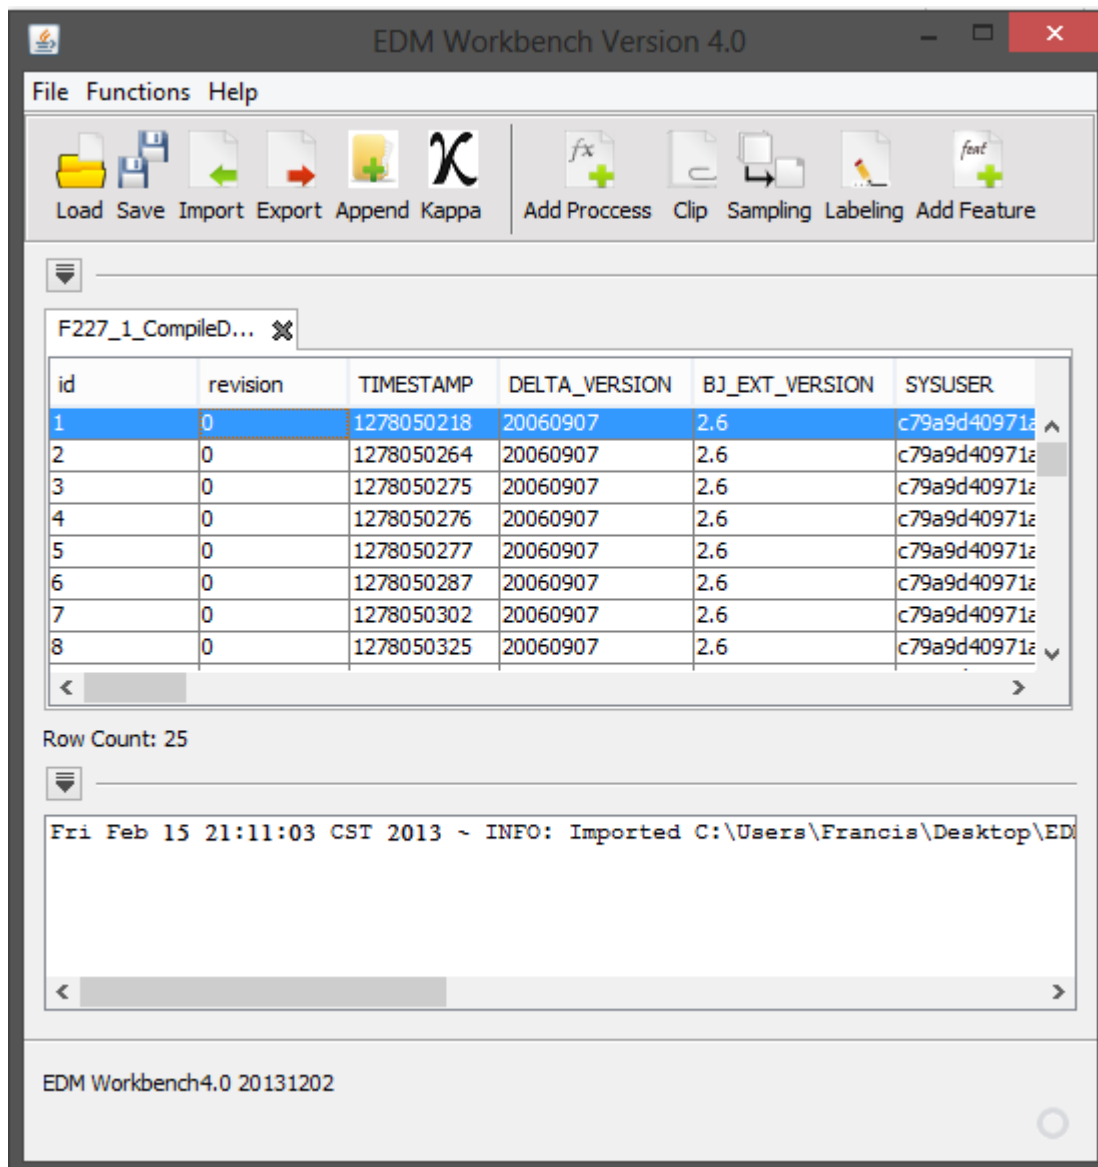 EDM Workbench Version 4.0
File Functions Help
fx feat
Load Save Import Export Append Kappa Add Proccess Clip Sampling Labeling Add Feature
F227_1_CompileD...
id revision TIMESTAMP DELTA_VERSION BJ_EXT_VERSION SYSUSER
1 0 1278050218 20060907 2.6 c79a9d40971a
2 0 1278050264 20060907 2.6 c79a9d40971a
3 0 1278050275 20060907 2.6 c79a9d40971a
4 0 1278050276 20060907 2.6 c79a9d40971a
5 0 1278050277 20060907 2.6 c79a9d40971a
6 0 1278050287 20060907 2.6 c79a9d40971a
7 0 1278050302 20060907 2.6 c79a9d40971a
8 0 1278050325 20060907 2.6 c79a9d40971a
Row Count: 25
Fri Feb 15 21:11:03 CST 2013 ~ INFO: Imported C:\Users\Francis\Desktop\ED
EDM Workbench4.0 20131202